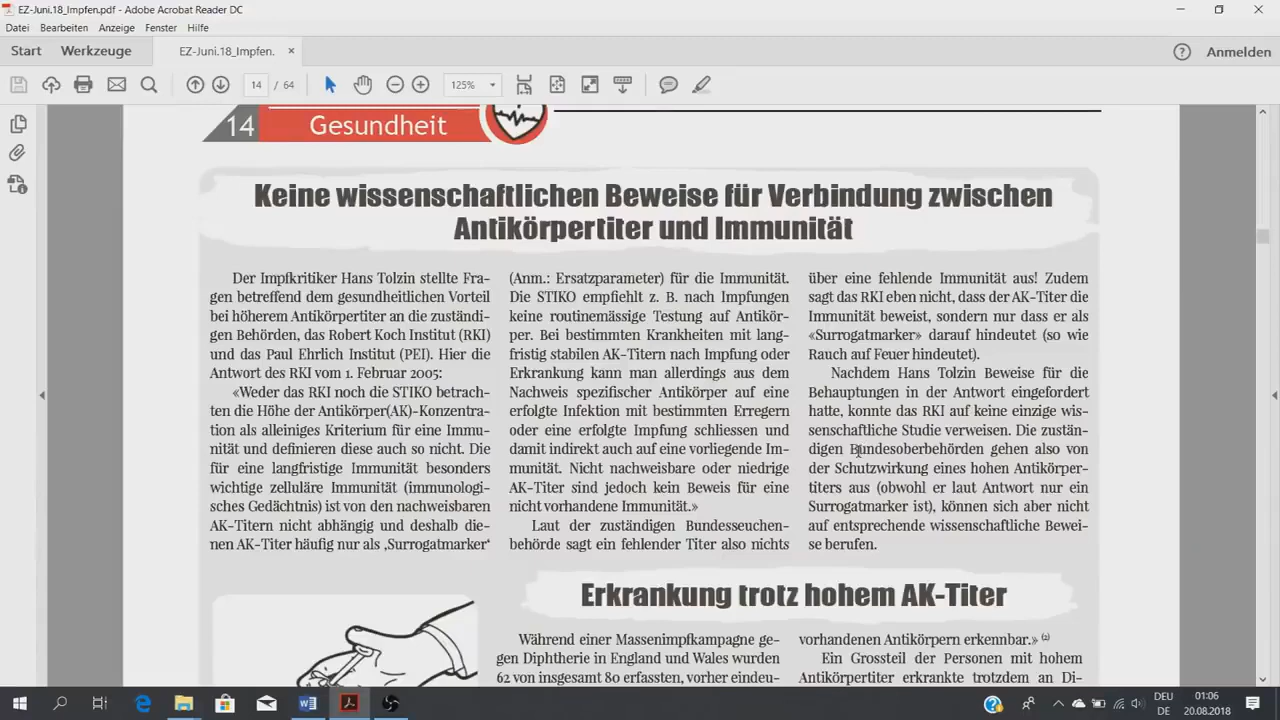 EZ-Juni.18_Impfen.pdf - Adobe Acrobat Reader DC
Datei Bearbeiten Anzeige Fenster Hilfe
Start Werkzeuge EZ-Juni.18_Impfen. × Anmelden
14 / 64 125%
14 Gesundheit
Keine wissenschaftlichen Beweise für Verbindung zwischen
Antikörpertiter und Immunität
Der Impfkritiker Hans Tolzin stellte Fra-
gen betreffend dem gesundheitlichen Vorteil
bei höherem Antikörpertiter an die zuständi-
gen Behörden, das Robert Koch Institut (RKI)
und das Paul Ehrlich Institut (PEI). Hier die
Antwort des RKI vom 1. Februar 2005:
«Weder das RKI noch die STIKO betrach-
ten die Höhe der Antikörper(AK)-Konzentra-
tion als alleiniges Kriterium für eine Immu-
nität und definieren diese auch so nicht. Die
für eine langfristige Immunität besonders
wichtige zelluläre Immunität (immunologi-
sches Gedächtnis) ist von den nachweisbaren
AK-Titern nicht abhängig und deshalb die-
nen AK-Titer häufig nur als ‚Surrogatmarker‘
(Anm.: Ersatzparameter) für die Immunität.
Die STIKO empfiehlt z. B. nach Impfungen
keine routinemässige Testung auf Antikör-
per. Bei bestimmten Krankheiten mit lang-
fristig stabilen AK-Titern nach Impfung oder
Erkrankung kann man allerdings aus dem
Nachweis spezifischer Antikörper auf eine
erfolgte Infektion mit bestimmten Erregern
oder eine erfolgte Impfung schliessen und
damit indirekt auch auf eine vorliegende Im-
munität. Nicht nachweisbare oder niedrige
AK-Titer sind jedoch kein Beweis für eine
nicht vorhandene Immunität.»
Laut der zuständigen Bundesseuchen-
behörde sagt ein fehlender Titer also nichts
über eine fehlende Immunität aus! Zudem
sagt das RKI eben nicht, dass der AK-Titer die
Immunität beweist, sondern nur dass er als
«Surrogatmarker» darauf hindeutet (so wie
Rauch auf Feuer hindeutet).
Nachdem Hans Tolzin Beweise für die
Behauptungen in der Antwort eingefordert
hatte, konnte das RKI auf keine einzige wis-
senschaftliche Studie verweisen. Die zustän-
digen Bundesoberbehörden gehen also von
der Schutzwirkung eines hohen Antikörper-
titers aus (obwohl er laut Antwort nur ein
Surrogatmarker ist), können sich aber nicht
auf entsprechende wissenschaftliche Bewei-
se berufen.
Erkrankung trotz hohem AK-Titer
Während einer Massenimpfkampagne ge-
gen Diphtherie in England und Wales wurden
62 von insgesamt 80 erfassten, vorher eindeu-
vorhandenen Antikörpern erkennbar.» (2)
Ein Grossteil der Personen mit hohem
Antikörpertiter erkrankte trotzdem an Di-
DEU 01:06
DE 20.08.2018